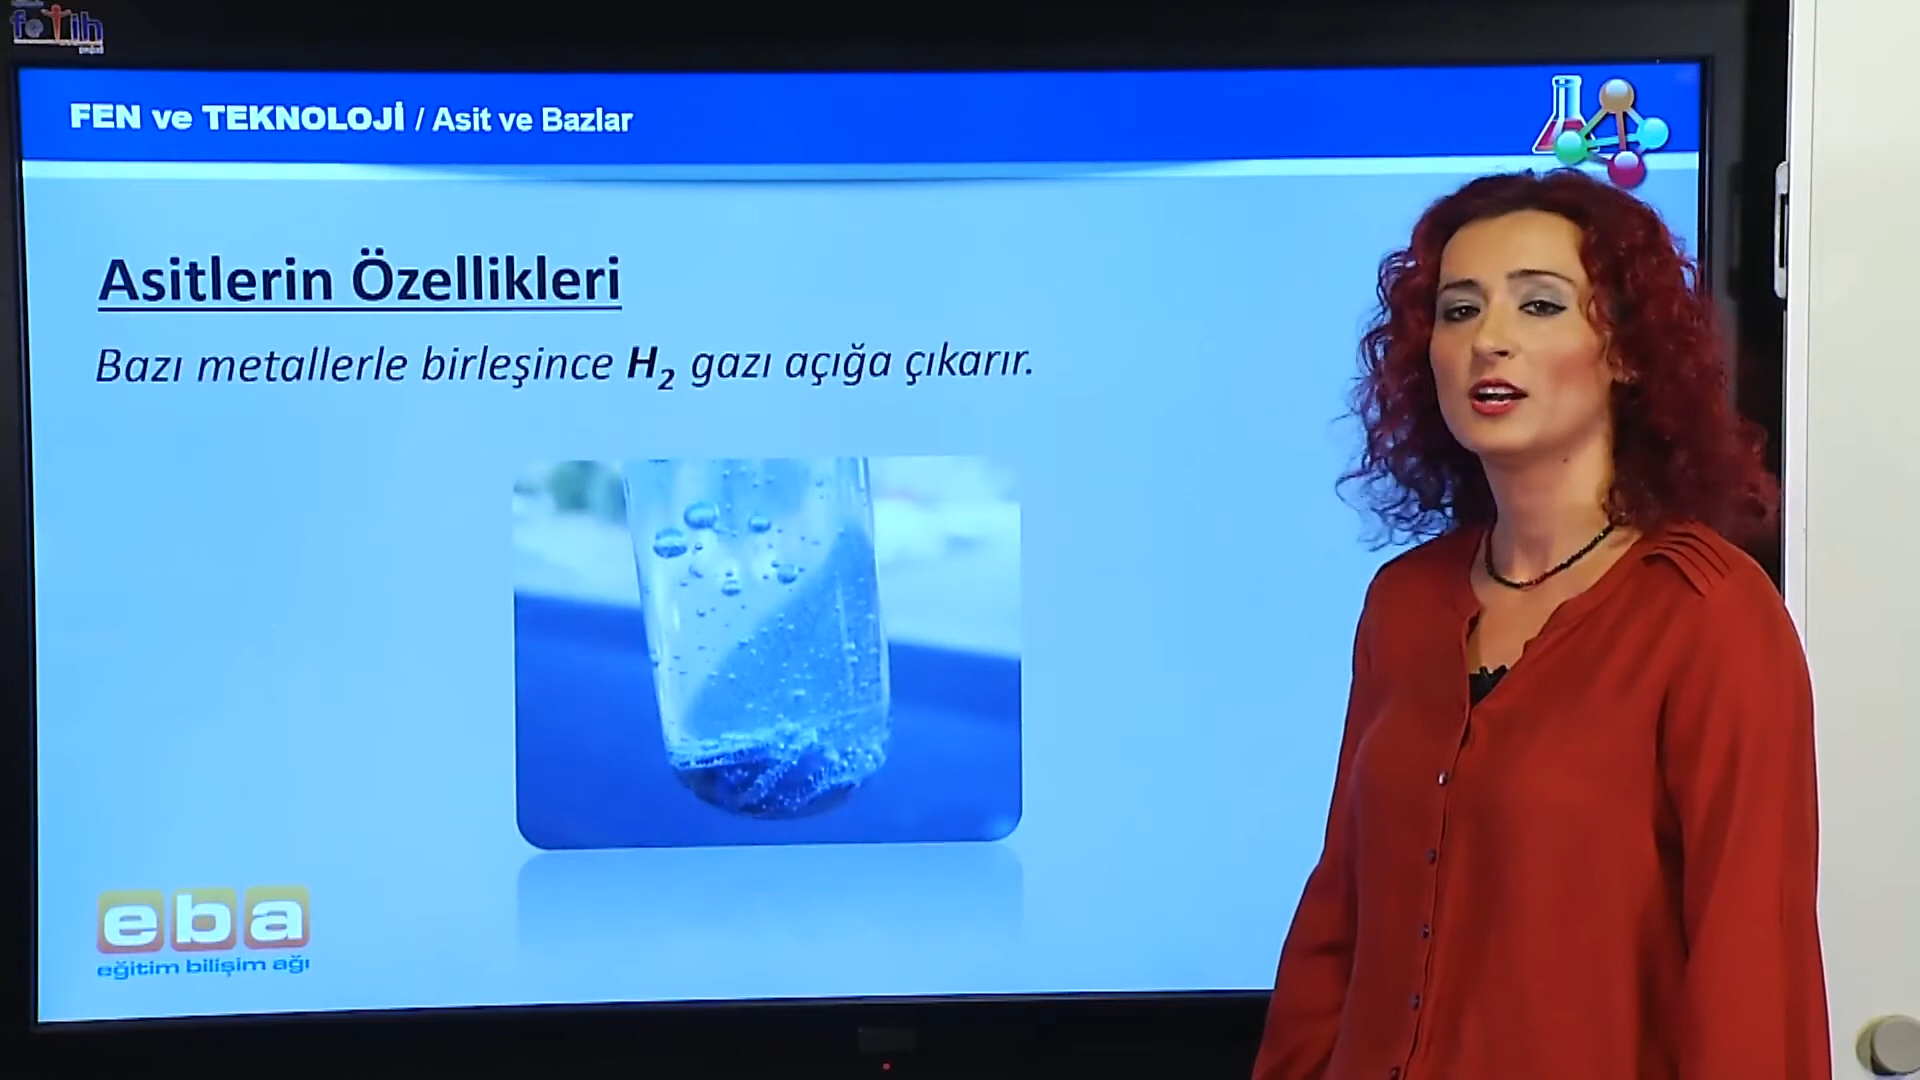 fatih
FEN ve TEKNOLOJİ / Asit ve Bazlar
Asitlerin Özellikleri
Bazı metallerle birleşince H₂ gazı açığa çıkarır.
eba
eğitim bilişim ağı